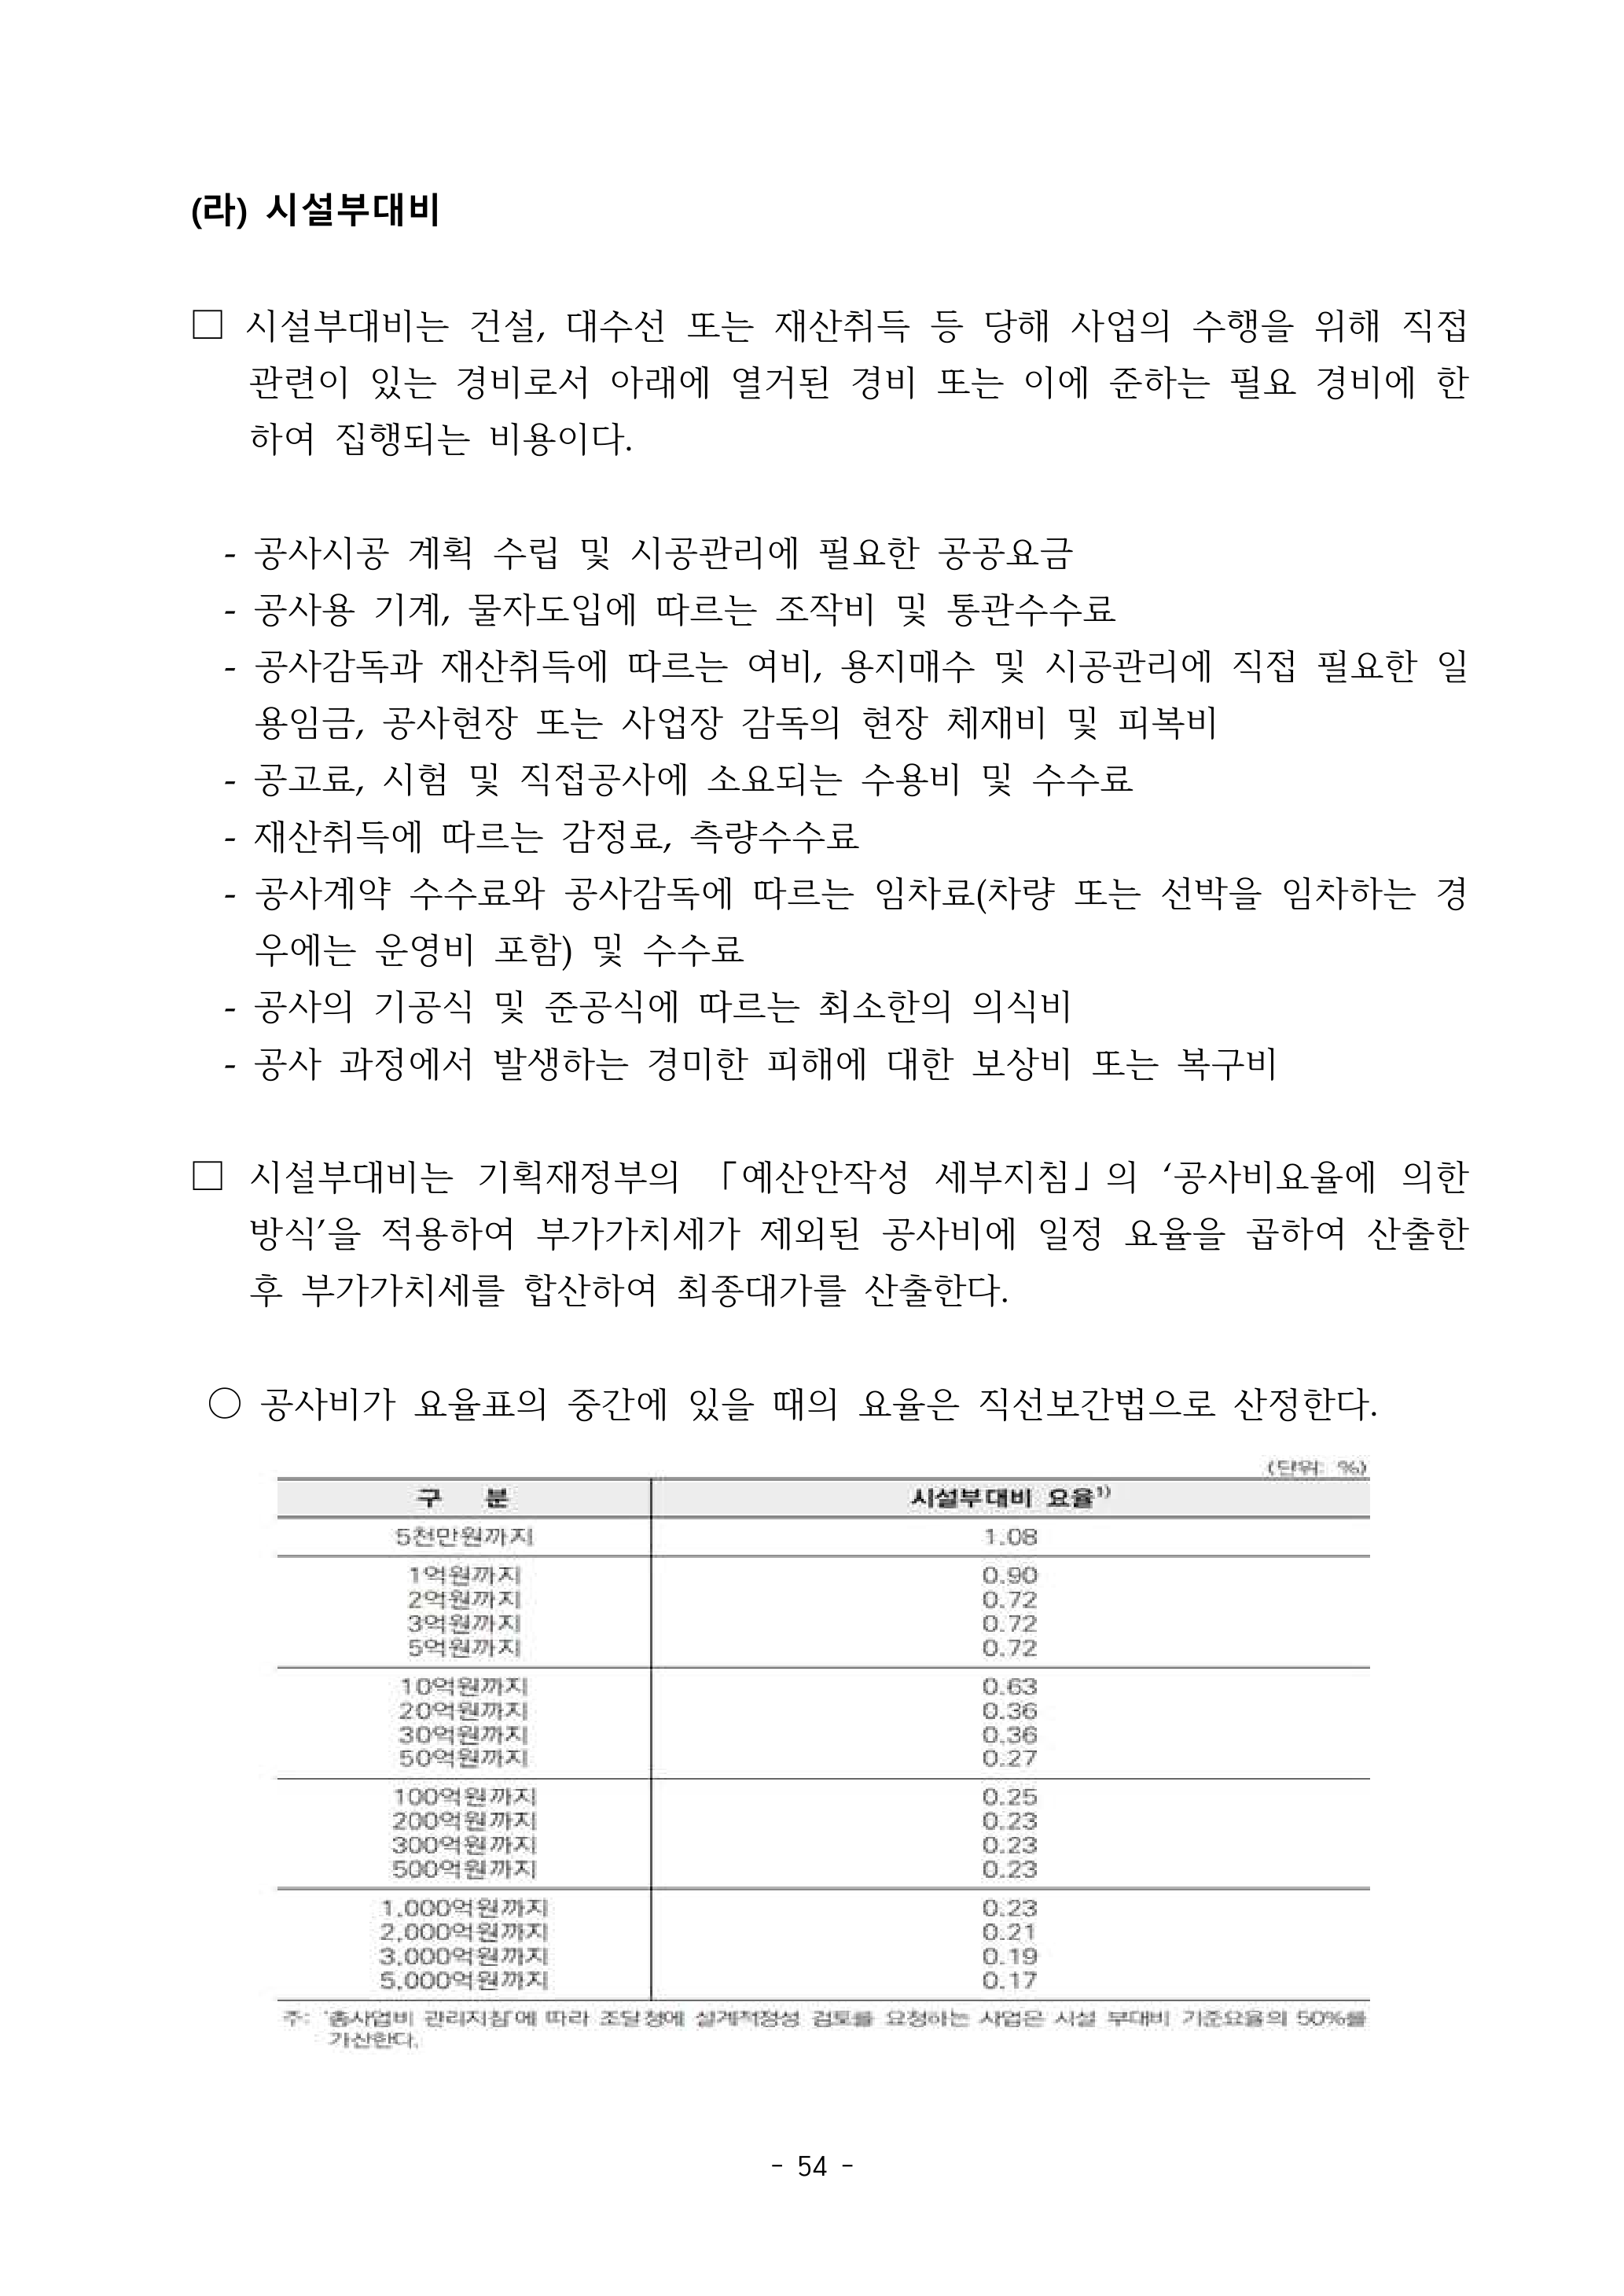 (라) 시설부대비
□ 시설부대비는 건설, 대수선 또는 재산취득 등 당해 사업의 수행을 위해 직접
관련이 있는 경비로서 아래에 열거된 경비 또는 이에 준하는 필요 경비에 한
하여 집행되는 비용이다.
- 공사시공 계획 수립 및 시공관리에 필요한 공공요금
- 공사용 기계, 물자도입에 따르는 조작비 및 통관수수료
- 공사감독과 재산취득에 따르는 여비, 용지매수 및 시공관리에 직접 필요한 일
용임금, 공사현장 또는 사업장 감독의 현장 체재비 및 피복비
- 공고료, 시험 및 직접공사에 소요되는 수용비 및 수수료
- 재산취득에 따르는 감정료, 측량수수료
- 공사계약 수수료와 공사감독에 따르는 임차료(차량 또는 선박을 임차하는 경
우에는 운영비 포함) 및 수수료
- 공사의 기공식 및 준공식에 따르는 최소한의 의식비
- 공사 과정에서 발생하는 경미한 피해에 대한 보상비 또는 복구비
□ 시설부대비는 기획재정부의 「예산안작성 세부지침」의 ‘공사비요율에 의한
방식’을 적용하여 부가가치세가 제외된 공사비에 일정 요율을 곱하여 산출한
후 부가가치세를 합산하여 최종대가를 산출한다.
○ 공사비가 요율표의 중간에 있을 때의 요율은 직선보간법으로 산정한다.
(단위: %)
구 분 시설부대비 요율¹⁾
5천만원까지 1.08
1억원까지 0.90
2억원까지 0.72
3억원까지 0.72
5억원까지 0.72
10억원까지 0.63
20억원까지 0.36
30억원까지 0.36
50억원까지 0.27
100억원까지 0.25
200억원까지 0.23
300억원까지 0.23
500억원까지 0.23
1,000억원까지 0.23
2,000억원까지 0.21
3,000억원까지 0.19
5,000억원까지 0.17
주: ‘총사업비 관리지침’에 따라 조달청에 설계적정성 검토를 요청하는 사업은 시설 부대비 기준요율의 50%를
가산한다.
- 54 -